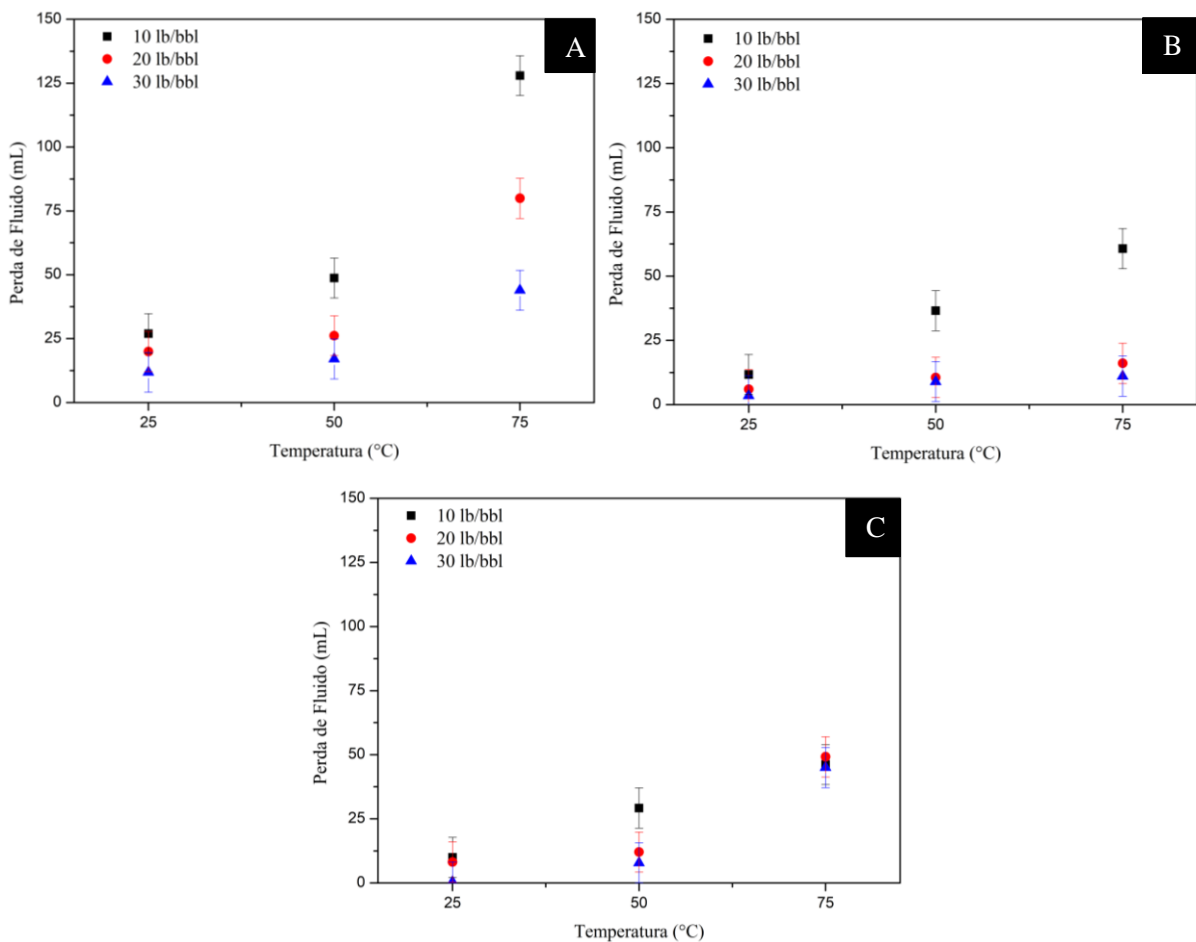 A
10 lb/bbl
20 lb/bbl
30 lb/bbl
Perda de Fluido (mL)
150
125
100
75
50
25
0
25 50 75
Temperatura (°C)
B
10 lb/bbl
20 lb/bbl
30 lb/bbl
Perda de Fluido (mL)
150
125
100
75
50
25
0
25 50 75
Temperatura (°C)
C
10 lb/bbl
20 lb/bbl
30 lb/bbl
Perda de Fluido (mL)
150
125
100
75
50
25
0
25 50 75
Temperatura (°C)